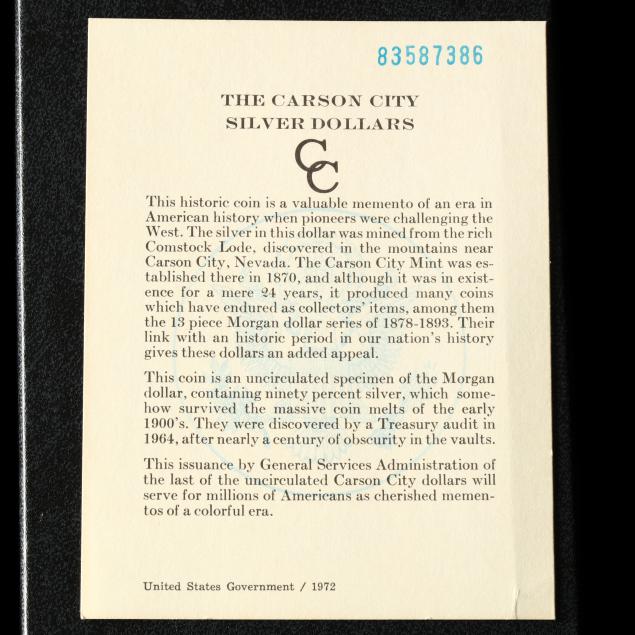 83587386
THE CARSON CITY
SILVER DOLLARS
CC
This historic coin is a valuable memento of an era in
American history when pioneers were challenging the
West. The silver in this dollar was mined from the rich
Comstock Lode, discovered in the mountains near
Carson City, Nevada. The Carson City Mint was es-
tablished there in 1870, and although it was in exist-
ence for a mere 24 years, it produced many coins
which have endured as collectors' items, among them
the 13 piece Morgan dollar series of 1878-1893. Their
link with an historic period in our nation's history
gives these dollars an added appeal.
This coin is an uncirculated specimen of the Morgan
dollar, containing ninety percent silver, which some-
how survived the massive coin melts of the early
1900's. They were discovered by a Treasury audit in
1964, after nearly a century of obscurity in the vaults.
This issuance by General Services Administration of
the last of the uncirculated Carson City dollars will
serve for millions of Americans as cherished memen-
tos of a colorful era.
United States Government / 1972